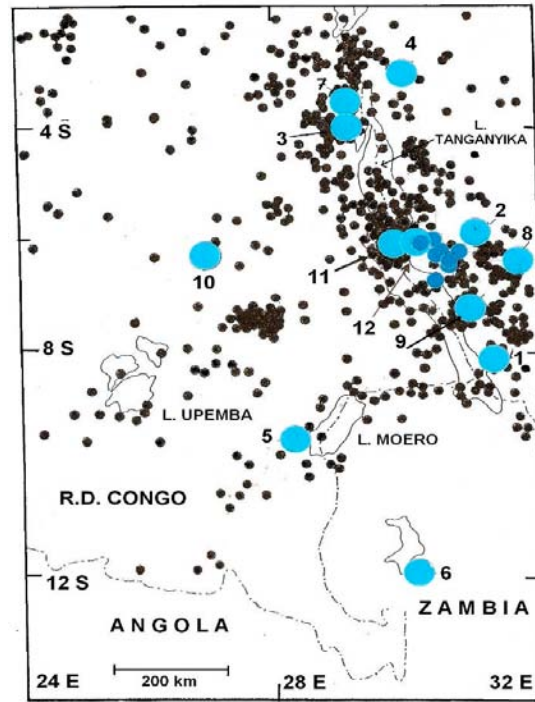 4
7
4 S
3
L.
TANGANYIKA
2
8
10
11
12
9
8 S
1
L. UPEMBA
5
L. MOERO
R.D. CONGO
12 S
6
ZAMBIA
ANGOLA
24 E
200 km
28 E
32 E